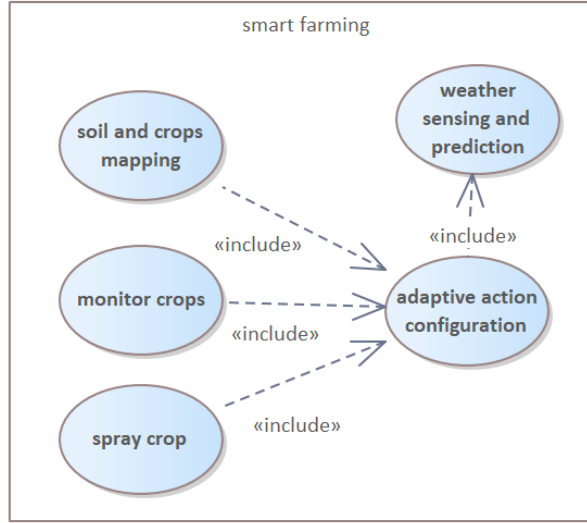 smart farming
soil and crops
mapping
weather
sensing and
prediction
«include»
«include»
monitor crops
adaptive action
configuration
«include»
spray crop
«include»